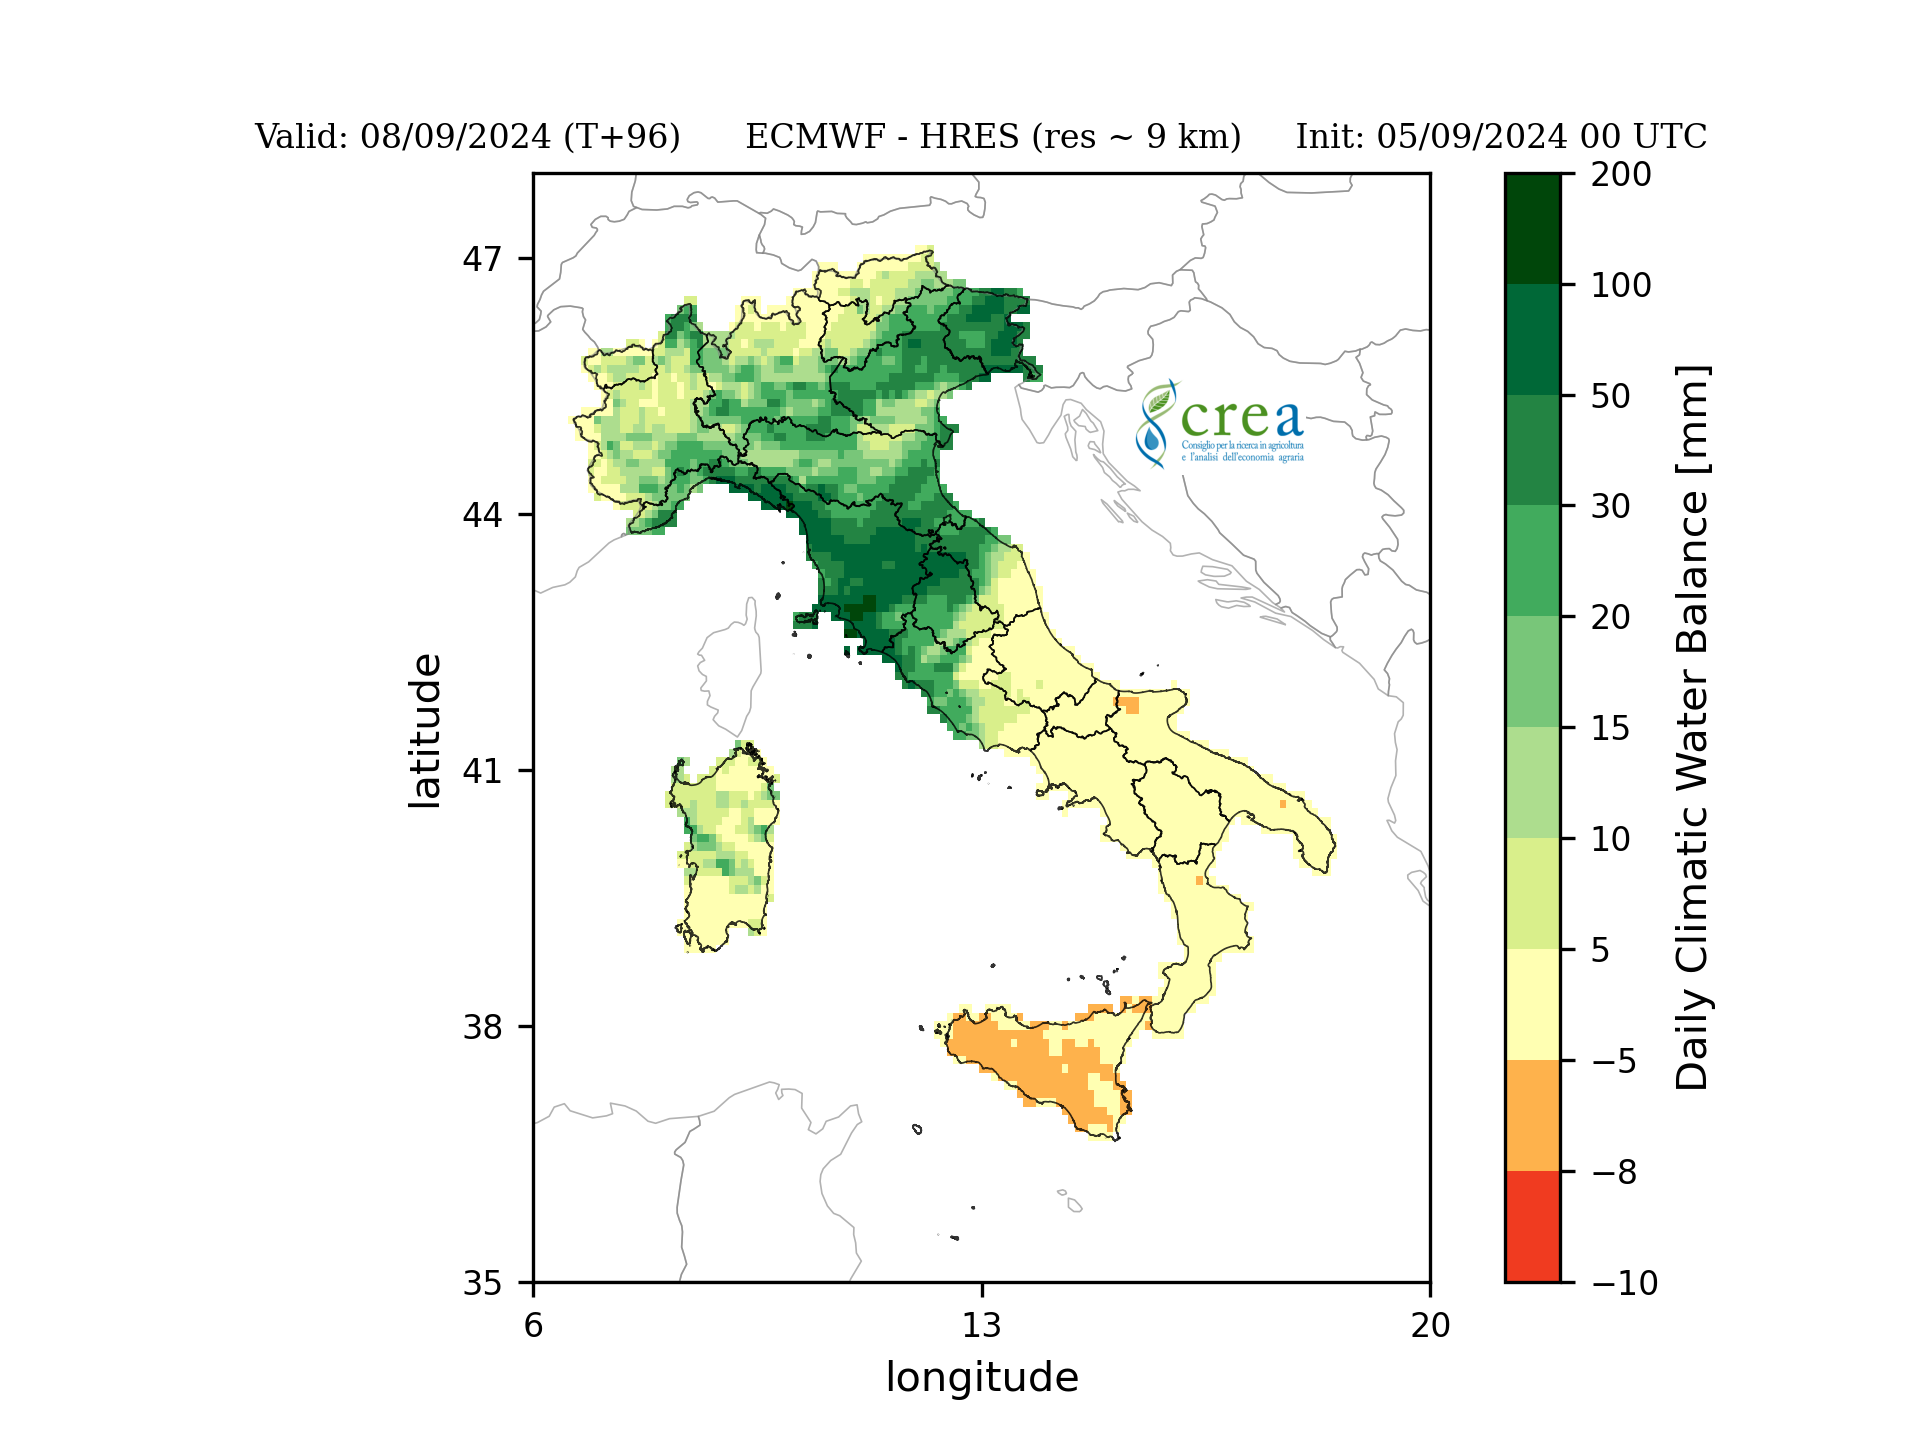 Valid: 08/09/2024 (T+96) ECMWF - HRES (res ~ 9 km) Init: 05/09/2024 00 UTC
47
44
41
38
35
6
13
20
latitude
longitude
crea
Consiglio per la ricerca in agricoltura
e l'analisi dell'economia agraria
200
100
50
30
20
15
10
5
−5
−8
−10
Daily Climatic Water Balance [mm]